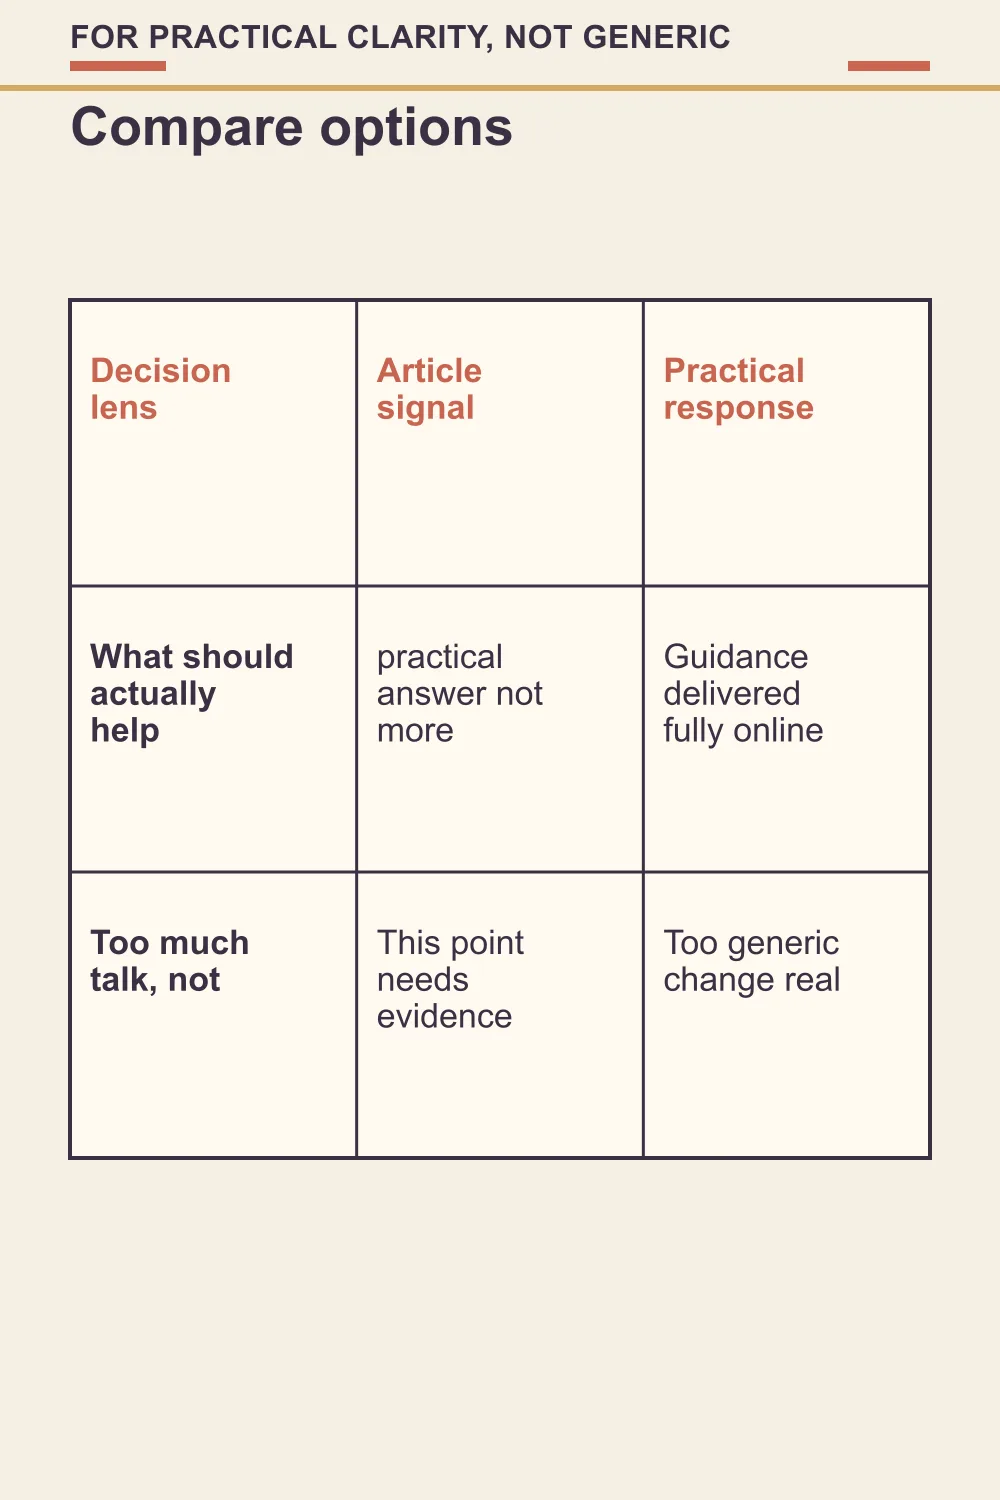 FOR PRACTICAL CLARITY, NOT GENERIC
Compare options
Decision
lens
Article
signal
Practical
response
What should
actually
help
practical
answer not
more
Guidance
delivered
fully online
Too much
talk, not
This point
needs
evidence
Too generic
change real